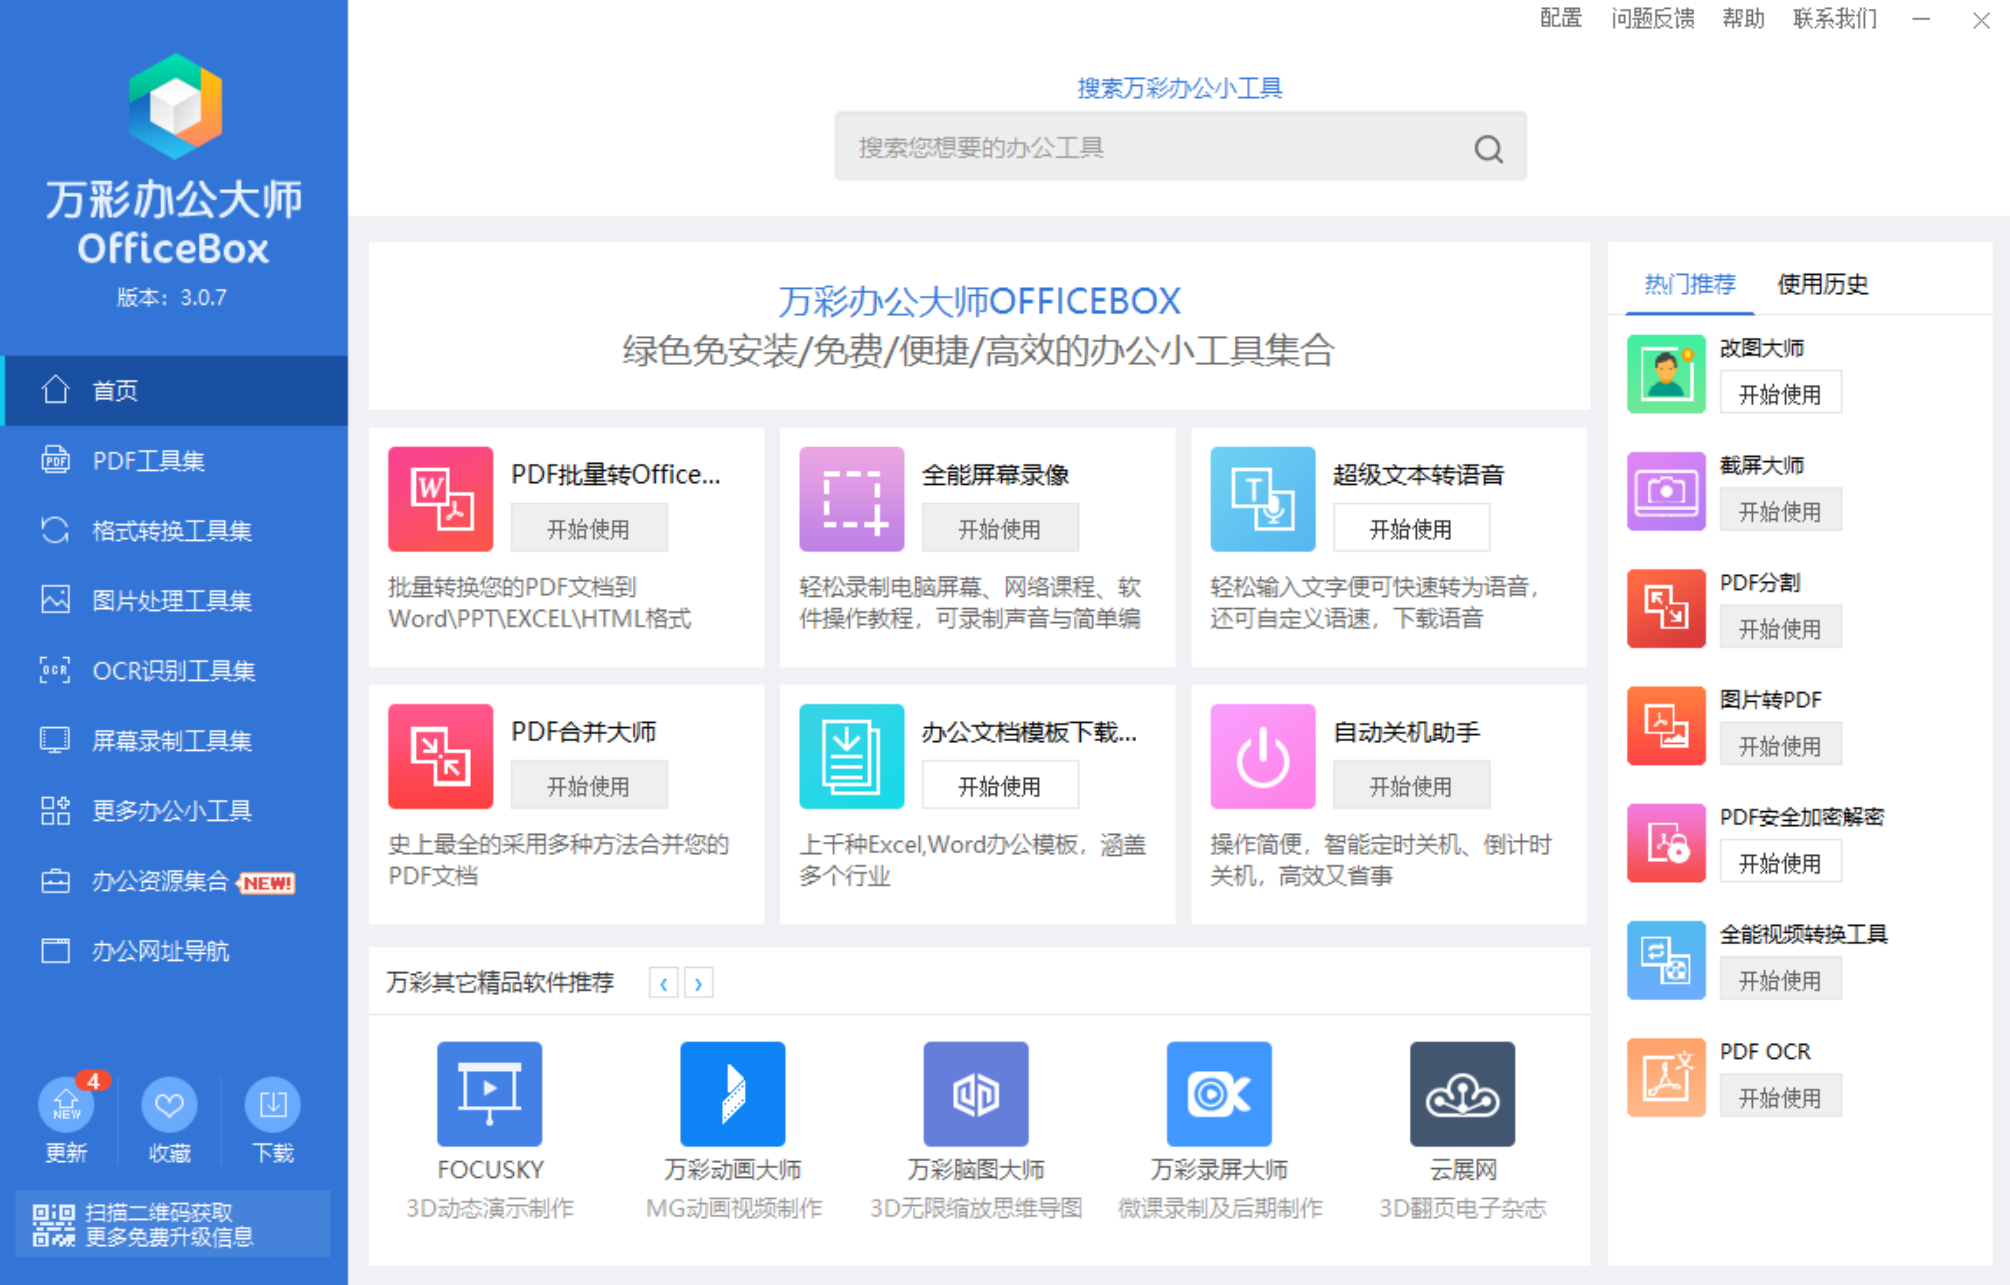 配置 问题反馈 帮助 联系我们
万彩办公大师
OfficeBox
版本：3.0.7
首页
PDF工具集
格式转换工具集
图片处理工具集
OCR识别工具集
屏幕录制工具集
更多办公小工具
办公资源集合 NEW!
办公网址导航
NEW
4
更新
收藏
下载
扫描二维码获取
更多免费升级信息
搜索万彩办公小工具
搜索您想要的办公工具
万彩办公大师OFFICEBOX
绿色免安装/免费/便捷/高效的办公小工具集合
PDF批量转Office...
开始使用
批量转换您的PDF文档到
Word\PPT\EXCEL\HTML格式
全能屏幕录像
开始使用
轻松录制电脑屏幕、网络课程、软
件操作教程，可录制声音与简单编
超级文本转语音
开始使用
轻松输入文字便可快速转为语音，
还可自定义语速，下载语音
PDF合并大师
开始使用
史上最全的采用多种方法合并您的
PDF文档
办公文档模板下载...
开始使用
上千种Excel,Word办公模板，涵盖
多个行业
自动关机助手
开始使用
操作简便，智能定时关机、倒计时
关机，高效又省事
万彩其它精品软件推荐
FOCUSKY
3D动态演示制作
万彩动画大师
MG动画视频制作
万彩脑图大师
3D无限缩放思维导图
万彩录屏大师
微课录制及后期制作
云展网
3D翻页电子杂志
热门推荐 使用历史
改图大师
开始使用
截屏大师
开始使用
PDF分割
开始使用
图片转PDF
开始使用
PDF安全加密解密
开始使用
全能视频转换工具
开始使用
PDF OCR
开始使用